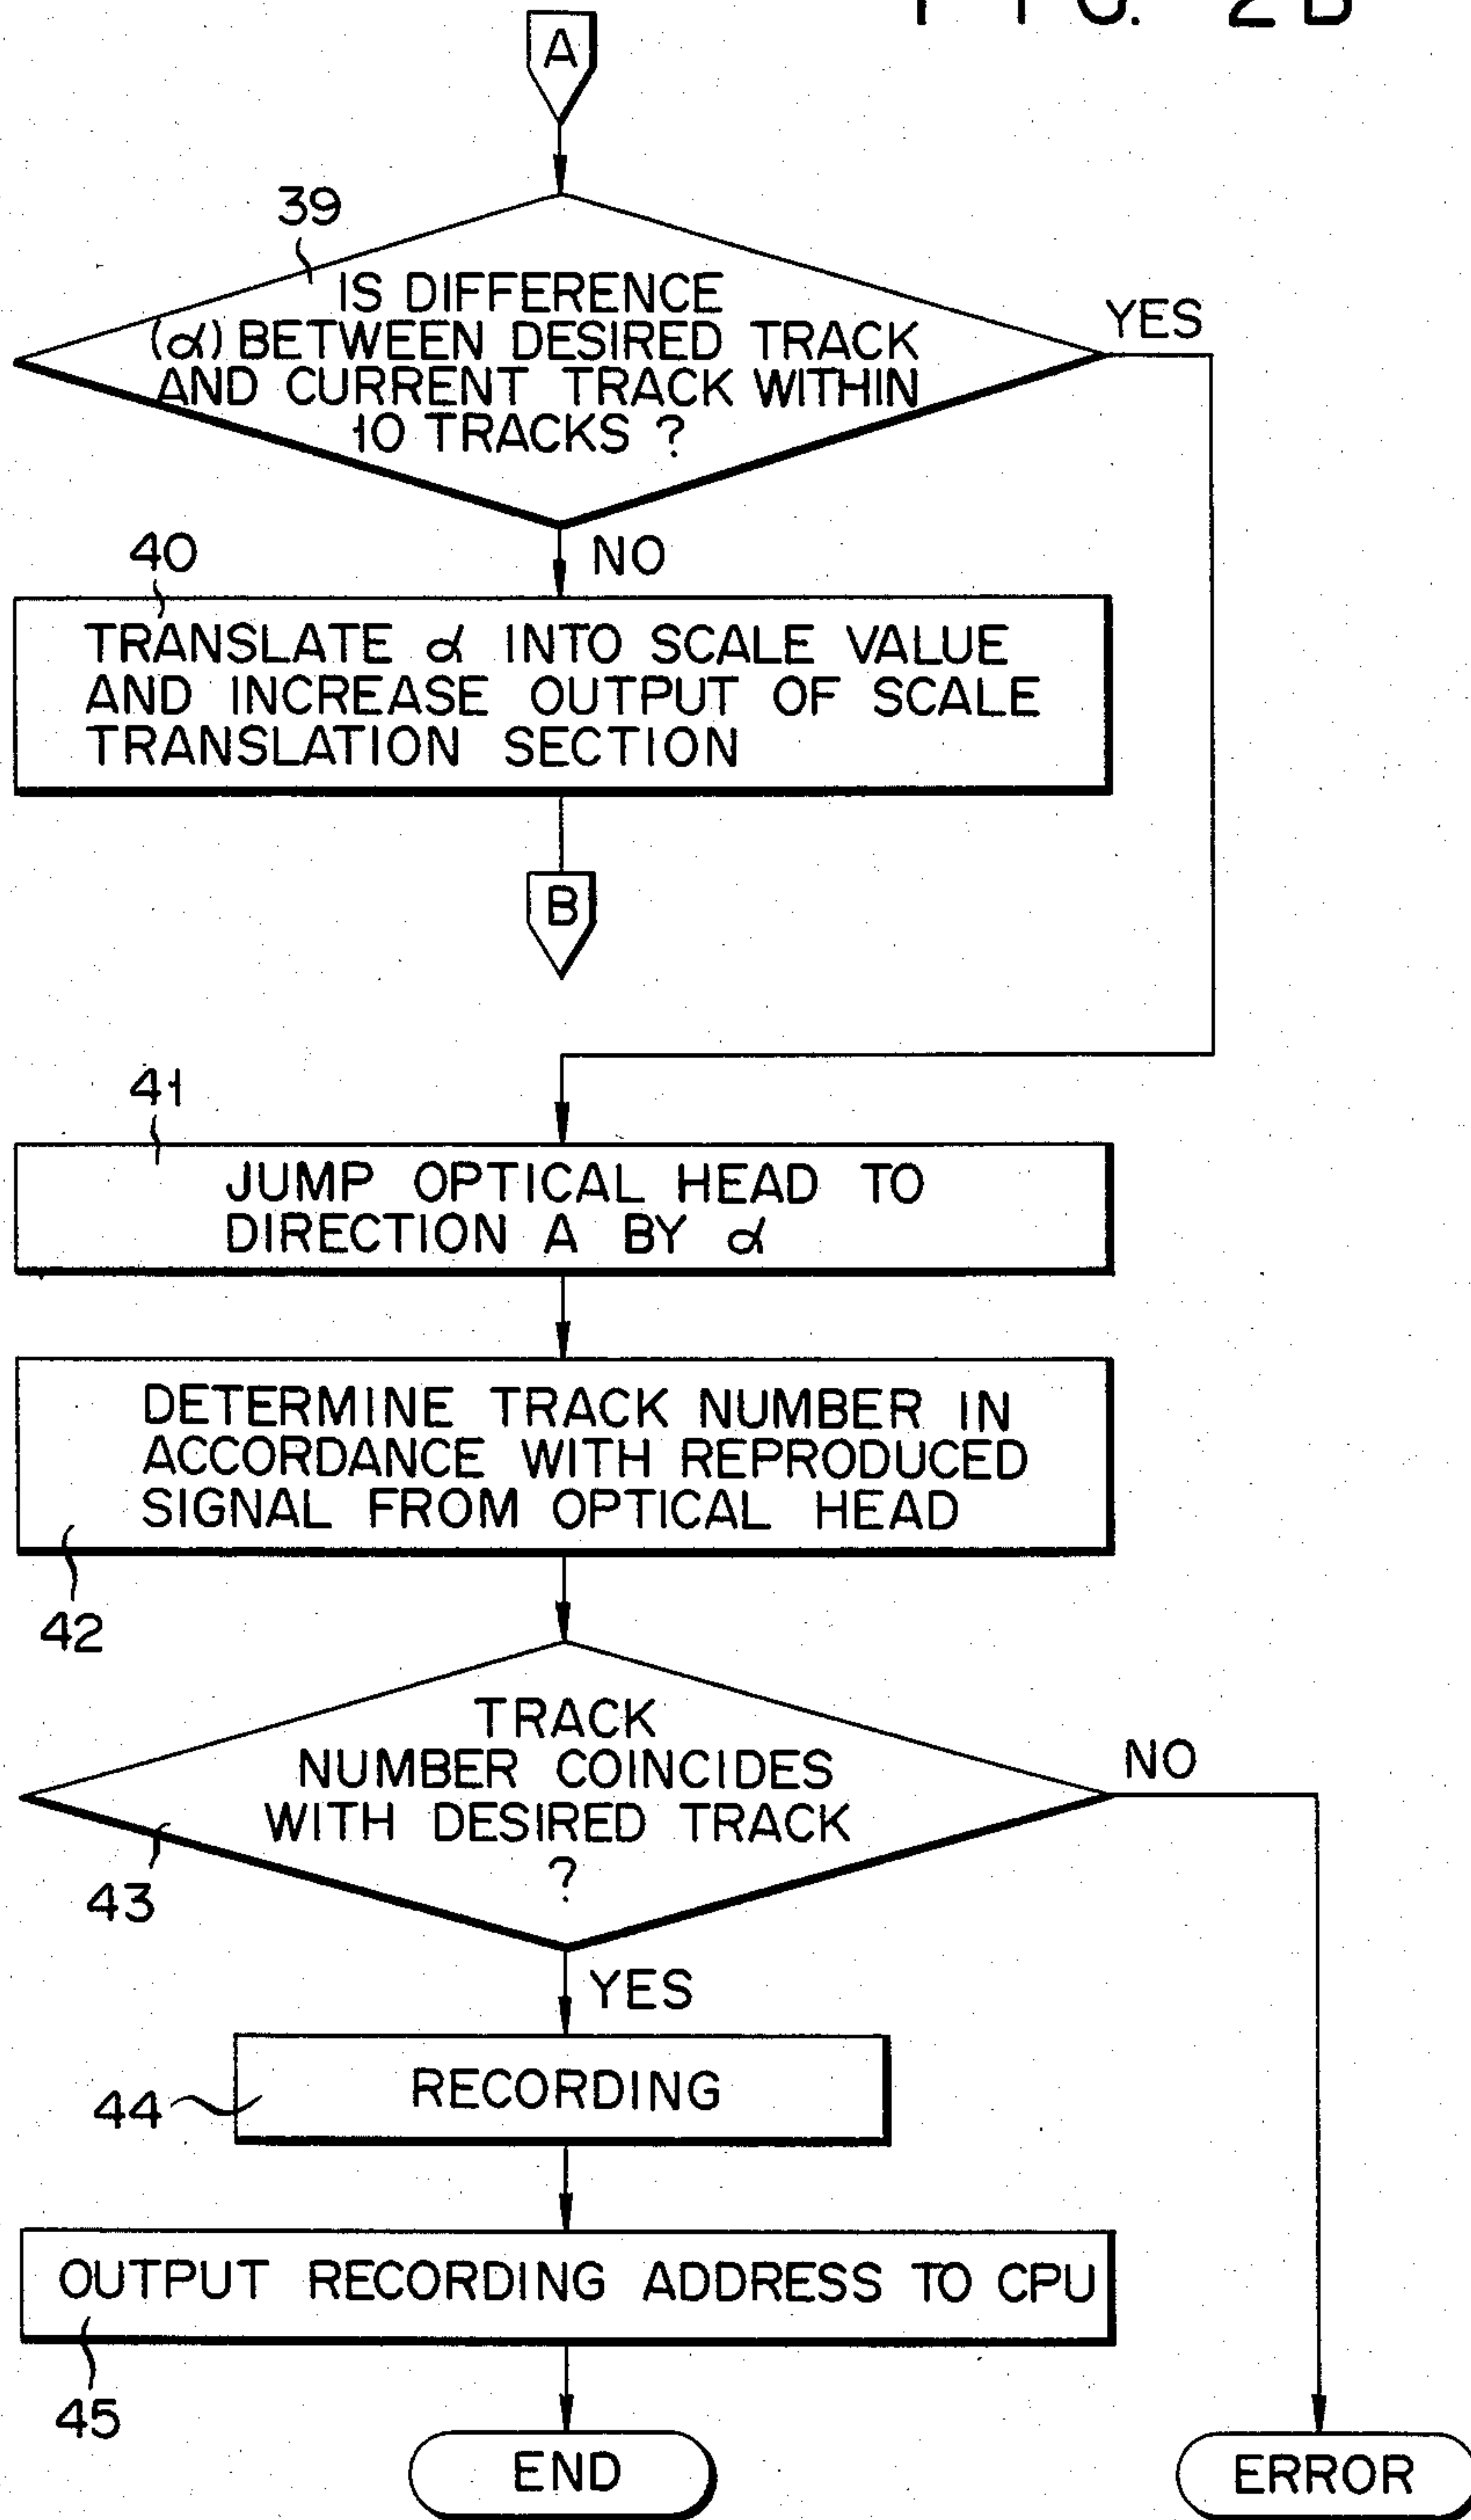 FIG. 2B
A
39
IS DIFFERENCE
(α) BETWEEN DESIRED TRACK
AND CURRENT TRACK WITHIN
10 TRACKS ?
YES
NO
40
TRANSLATE α INTO SCALE VALUE
AND INCREASE OUTPUT OF SCALE
TRANSLATION SECTION
B
41
JUMP OPTICAL HEAD TO
DIRECTION A BY α
DETERMINE TRACK NUMBER IN
ACCORDANCE WITH REPRODUCED
SIGNAL FROM OPTICAL HEAD
42
TRACK
NUMBER COINCIDES
WITH DESIRED TRACK
?
NO
43
YES
RECORDING
44
OUTPUT RECORDING ADDRESS TO CPU
45
END
ERROR